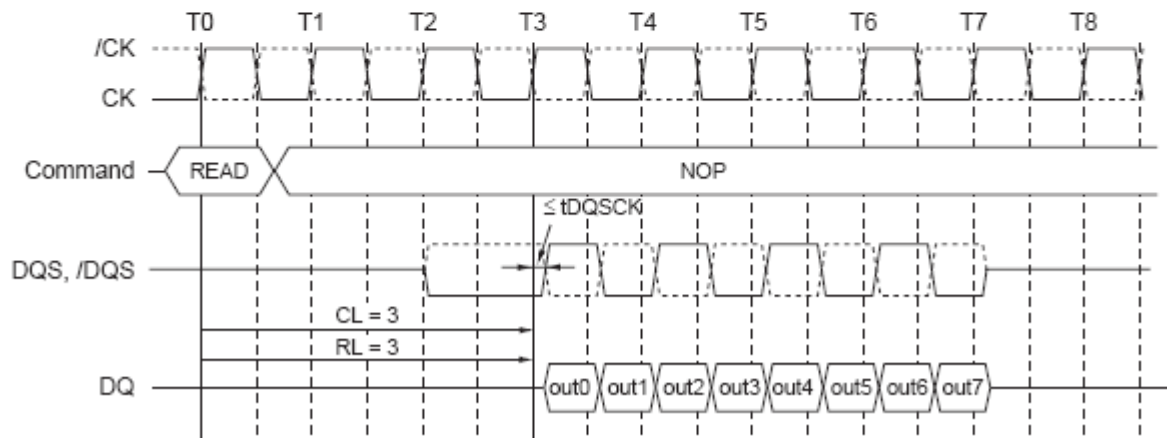 T0 T1 T2 T3 T4 T5 T6 T7 T8
/CK
CK
Command READ NOP
≤ tDQSCK
DQS, /DQS
CL = 3
RL = 3
DQ out0 out1 out2 out3 out4 out5 out6 out7